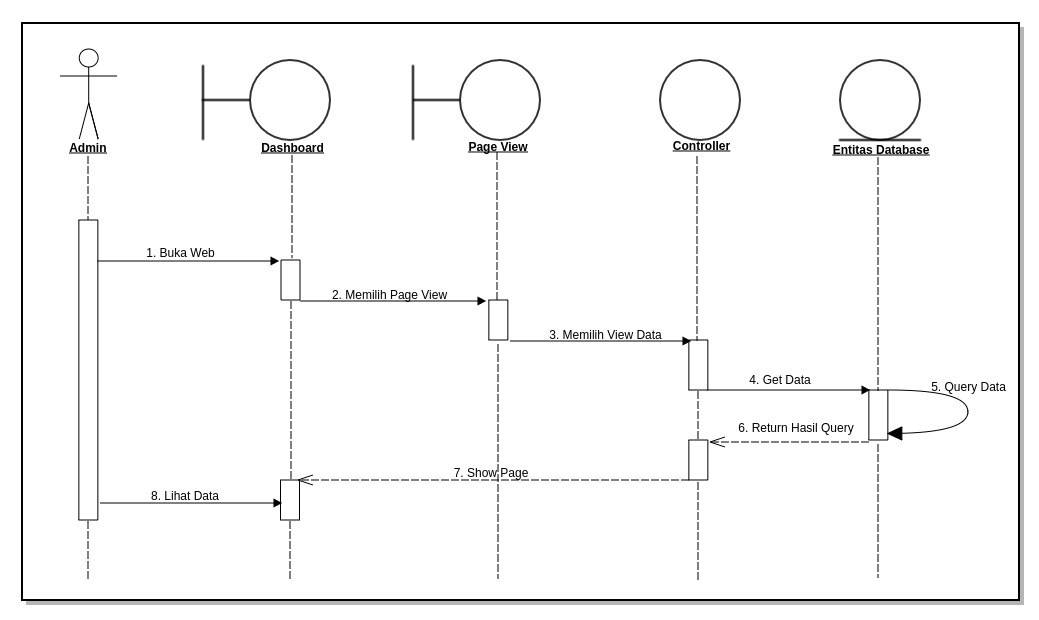 Admin
Dashboard
Page View
Controller
Entitas Database
1. Buka Web
2. Memilih Page View
3. Memilih View Data
4. Get Data
5. Query Data
6. Return Hasil Query
7. Show Page
8. Lihat Data